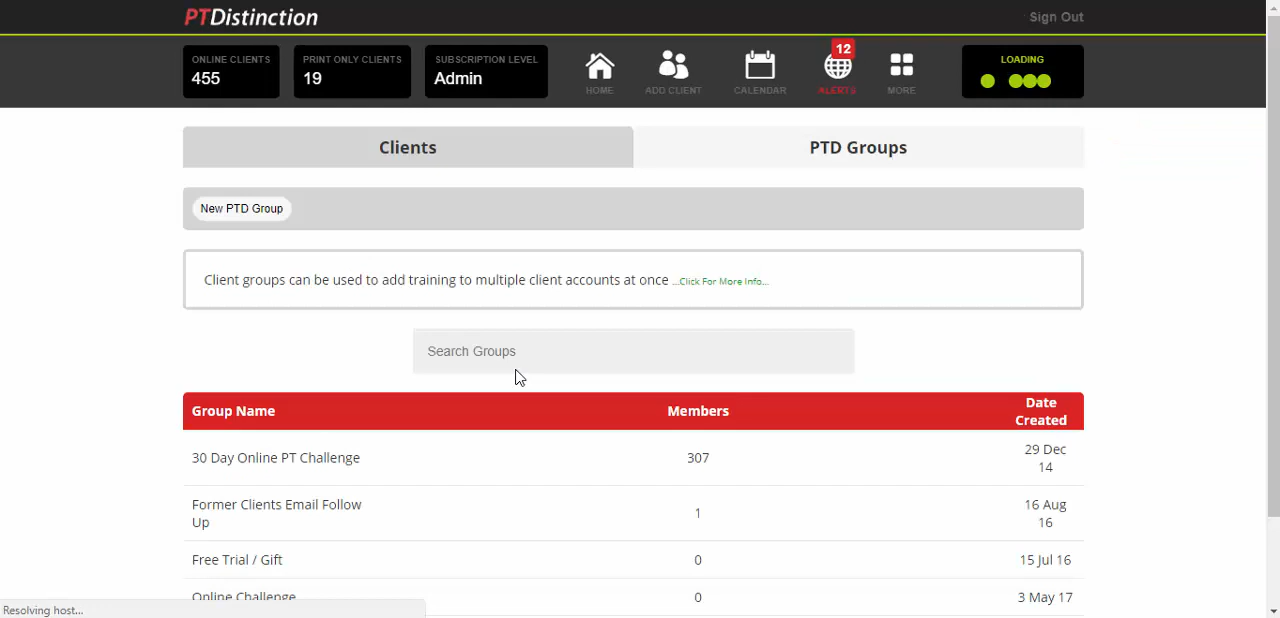 PTDistinction
Sign Out
ONLINE CLIENTS
455
PRINT ONLY CLIENTS
19
SUBSCRIPTION LEVEL
Admin
HOME
ADD CLIENT
CALENDAR
12
ALERTS
MORE
LOADING
Clients
PTD Groups
New PTD Group
Client groups can be used to add training to multiple client accounts at once ...Click For More Info...
Search Groups
Group Name
Members
Date
Created
30 Day Online PT Challenge
307
29 Dec
14
Former Clients Email Follow
Up
1
16 Aug
16
Free Trial / Gift
0
15 Jul 16
Online Challenge
0
3 May 17
Resolving host...